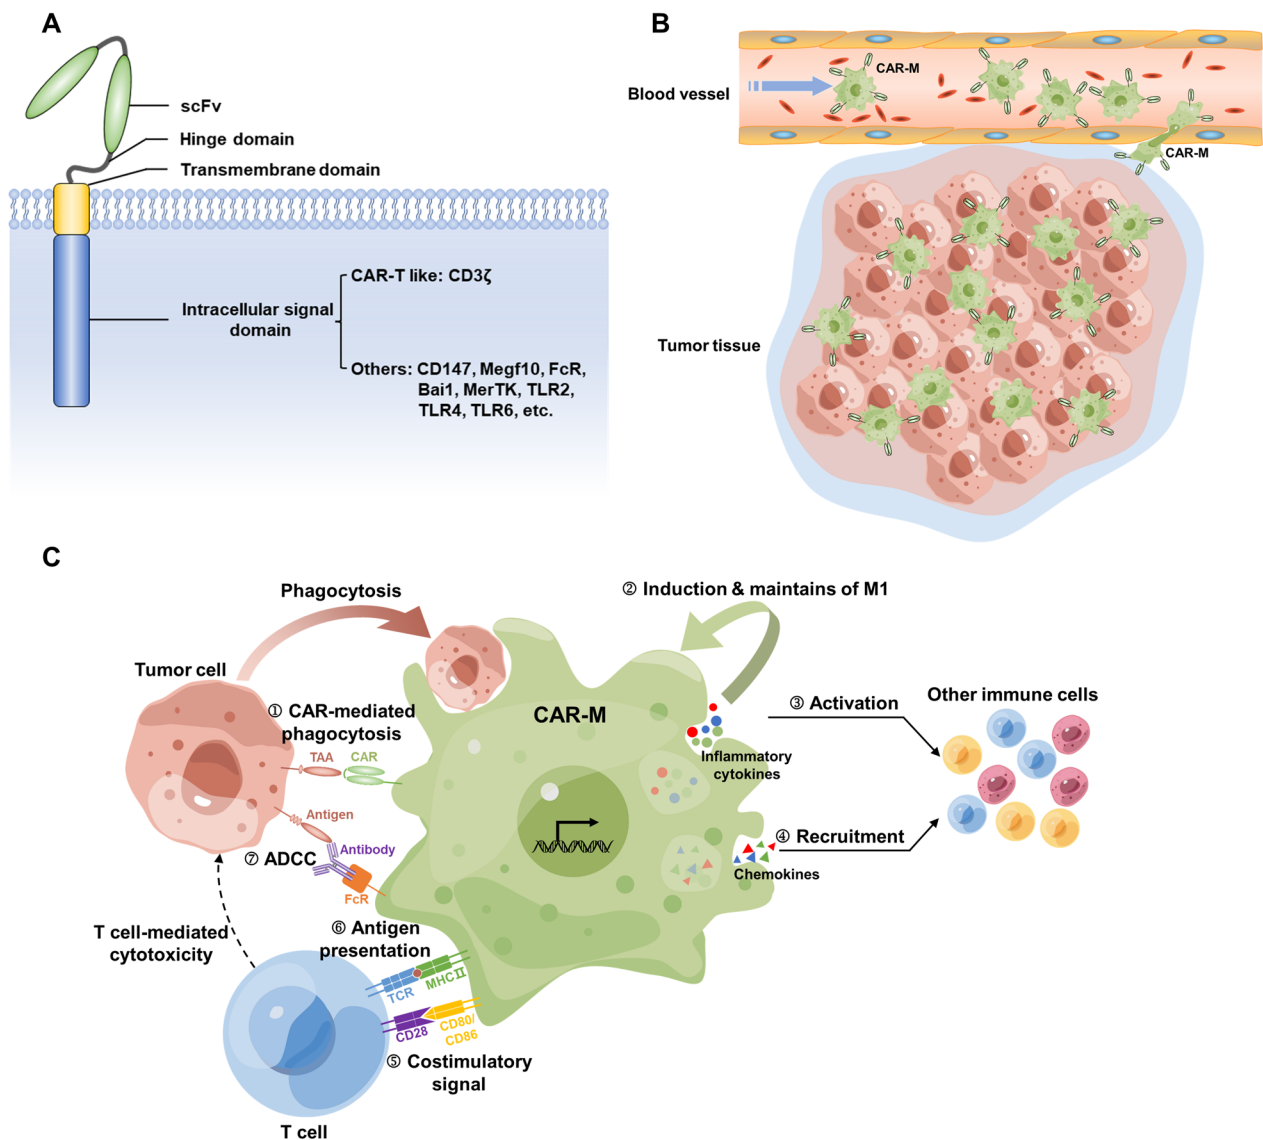 A
scFv
Hinge domain
Transmembrane domain
Intracellular signal
domain
CAR-T like: CD3ζ
Others: CD147, Megf10, FcR,
Bai1, MerTK, TLR2,
TLR4, TLR6, etc.
B
Blood vessel
CAR-M
CAR-M
Tumor tissue
C
Phagocytosis
② Induction & maintains of M1
Tumor cell
① CAR-mediated
phagocytosis
TAA
CAR
CAR-M
Inflammatory
cytokines
③ Activation
Other immune cells
④ Recruitment
Chemokines
Antigen
⑦ ADCC
Antibody
FcR
T cell-mediated
cytotoxicity
⑥ Antigen
presentation
TCR
MHCⅡ
CD28
CD80/
CD86
⑤ Costimulatory
signal
T cell